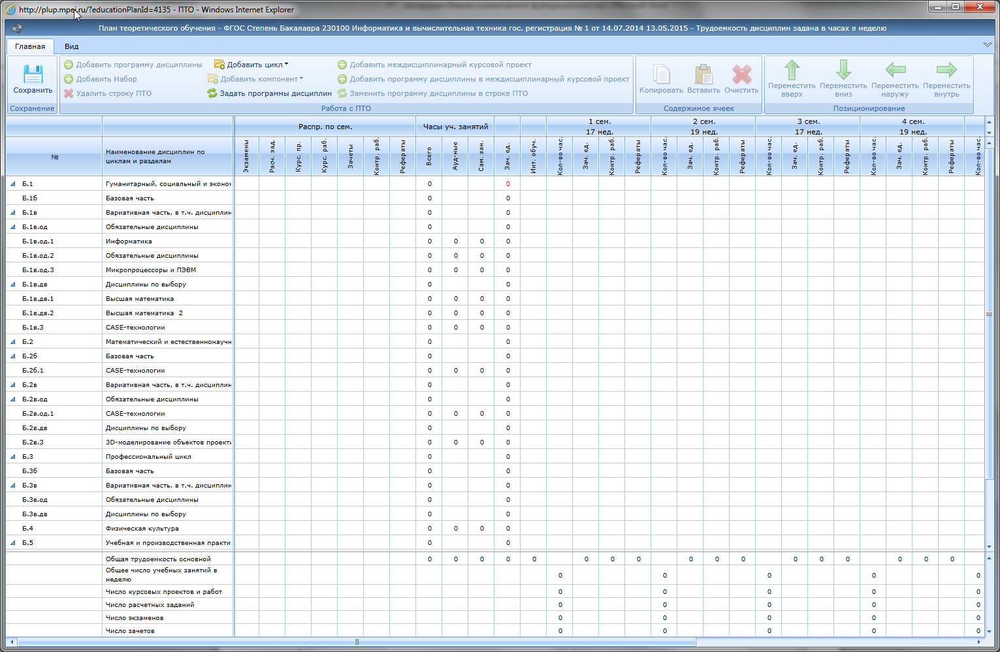 http://plup.mpei.ru/?educationPlanId=4135 - ПТО - Windows Internet Explorer
План теоретического обучения - ФГОС Степень Бакалавра 230100 Информатика и вычислительная техника гос. регистрация № 1 от 14.07.2014 13.05.2015 - Трудоемкость дисциплин задана в часах в неделю
Главная Вид
Сохранить
Сохранение
Добавить программу дисциплины Добавить цикл Добавить междисциплинарный курсовой проект
Добавить Набор Добавить компонент Добавить программу дисциплины в междисциплинарный курсовой проект
Удалить строку ПТО Задать программы дисциплин Заменить программу дисциплины в строке ПТО
Работа с ПТО
Копировать Вставить Очистить
Содержимое ячеек
Переместить вверх Переместить вниз Переместить наружу Переместить внутрь
Позиционирование
Распр. по сем. Часы уч. занятий 1 сем. 2 сем. 3 сем. 4 сем.
17 нед. 19 нед. 17 нед. 19 нед.
№ Наименование дисциплин по циклам и разделам Экзамены Расч. зад. Курс. пр. Курс. раб. Зачеты Контр. раб. Рефераты Всего Ауд-ные Сам. зан. Зач. ед. Инт. обуч. Кол-во час. Зач. ед. Контр. раб. Рефераты Кол-во час. Зач. ед. Контр. раб. Рефераты Кол-во час. Зач. ед. Контр. раб. Рефераты Кол-во час. Зач. ед. Контр. раб. Рефераты Кол-во час.
Б.1 Гуманитарный, социальный и эконом 0 0
Б.1б Базовая часть 0 0
Б.1в Вариативная часть, в т.ч. дисциплин 0 0
Б.1в.од Обязательные дисциплины 0 0
Б.1в.од.1 Информатика 0 0 0 0
Б.1в.од.2 Обязательные дисциплины 0 0 0 0
Б.1в.од.3 Микропроцессоры и ПЭВМ 0 0 0 0
Б.1в.дв Дисциплины по выбору 0 0
Б.1в.дв.1 Высшая математика 0 0 0 0
Б.1в.дв.2 Высшая математика 2 0 0 0 0
Б.1в.3 CASE-технологии 0 0 0 0
Б.2 Математический и естественнонаучн 0 0
Б.2б Базовая часть 0 0
Б.2б.1 CASE-технологии 0 0 0 0
Б.2в Вариативная часть, в т.ч. дисциплин 0 0
Б.2в.од Обязательные дисциплины 0 0
Б.2в.од.1 CASE-технологии 0 0 0 0
Б.2в.дв Дисциплины по выбору 0 0
Б.2в.3 3D-моделирование объектов проекти 0 0 0 0
Б.3 Профессиональный цикл 0 0
Б.3б Базовая часть 0 0
Б.3в Вариативная часть, в т.ч. дисциплин 0 0
Б.3в.од Обязательные дисциплины 0 0
Б.3в.дв Дисциплины по выбору 0 0
Б.4 Физическая культура 0 0 0 0
Б.5 Учебная и производственная практи 0 0
Общая трудоемкость основной 0 0 0 0 0 0 0 0 0 0 0 0 0 0 0 0 0
Общее число учебных занятий в
неделю 0 0 0 0 0
Число курсовых проектов и работ 0 0 0 0 0
Число расчетных заданий 0 0 0 0 0
Число экзаменов 0 0 0 0 0
Число зачетов 0 0 0 0 0